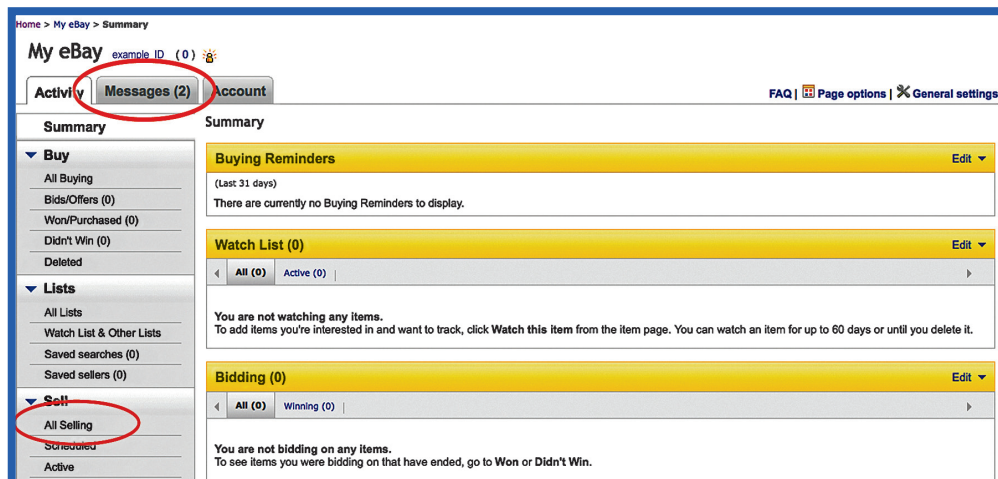 Home > My eBay > Summary
My eBay example_ID (0)
Activity Messages (2) Account
FAQ | Page options | General settings
Summary
Buy
All Buying
Bids/Offers (0)
Won/Purchased (0)
Didn't Win (0)
Deleted
Lists
All Lists
Watch List & Other Lists
Saved searches (0)
Saved sellers (0)
Sell
All Selling
Scheduled
Active
Summary
Buying Reminders Edit
(Last 31 days)
There are currently no Buying Reminders to display.
Watch List (0) Edit
All (0) Active (0) |
You are not watching any items.
To add items you're interested in and want to track, click Watch this item from the item page. You can watch an item for up to 60 days or until you delete it.
Bidding (0) Edit
All (0) Winning (0) |
You are not bidding on any items.
To see items you were bidding on that have ended, go to Won or Didn't Win.